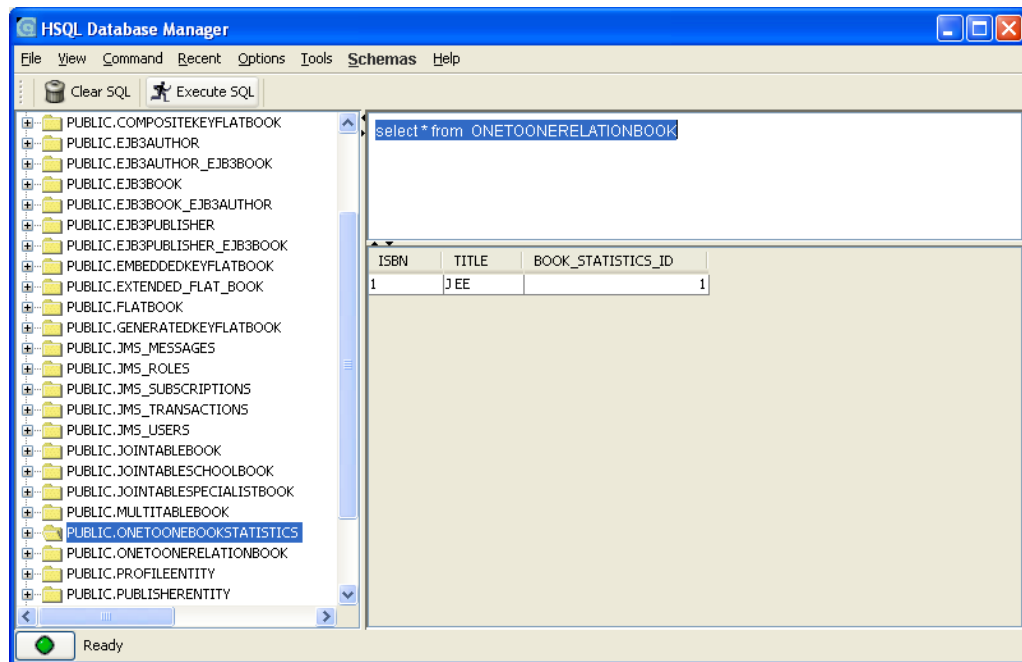 HSQL Database Manager
File View Command Recent Options Tools Schemas Help
Clear SQL Execute SQL
PUBLIC.COMPOSITEKEYFLATBOOK
PUBLIC.EJB3AUTHOR
PUBLIC.EJB3AUTHOR_EJB3BOOK
PUBLIC.EJB3BOOK
PUBLIC.EJB3BOOK_EJB3AUTHOR
PUBLIC.EJB3PUBLISHER
PUBLIC.EJB3PUBLISHER_EJB3BOOK
PUBLIC.EMBEDDEDKEYFLATBOOK
PUBLIC.EXTENDED_FLAT_BOOK
PUBLIC.FLATBOOK
PUBLIC.GENERATEDKEYFLATBOOK
PUBLIC.JMS_MESSAGES
PUBLIC.JMS_ROLES
PUBLIC.JMS_SUBSCRIPTIONS
PUBLIC.JMS_TRANSACTIONS
PUBLIC.JMS_USERS
PUBLIC.JOINTABLEBOOK
PUBLIC.JOINTABLESCHOOLBOOK
PUBLIC.JOINTABLESPECIALISTBOOK
PUBLIC.MULTITABLEBOOK
PUBLIC.ONETOONEBOOKSTATISTICS
PUBLIC.ONETOONERELATIONBOOK
PUBLIC.PROFILEENTITY
PUBLIC.PUBLISHERENTITY
select * from ONETOONERELATIONBOOK
ISBN TITLE BOOK_STATISTICS_ID
1 JEE 1
Ready